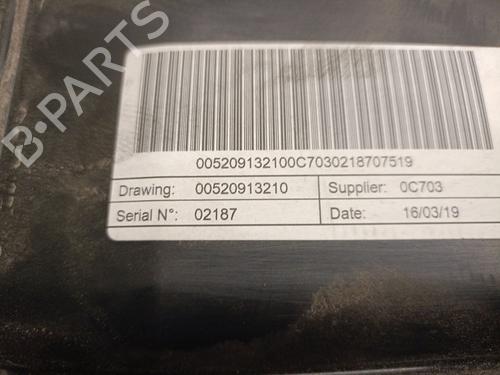 B-PARTS
005209132100C7030218707519
Drawing: 00520913210 Supplier: 0C703
Serial N°: 02187 Date: 16/03/19